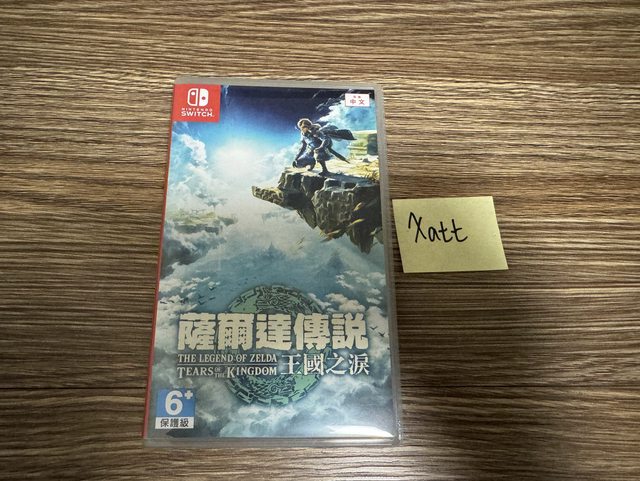 NINTENDO
SWITCH
中文
Xatt
薩爾達傳說
THE LEGEND OF ZELDA
TEARS OF THE KINGDOM
王國之淚
6+
保護級